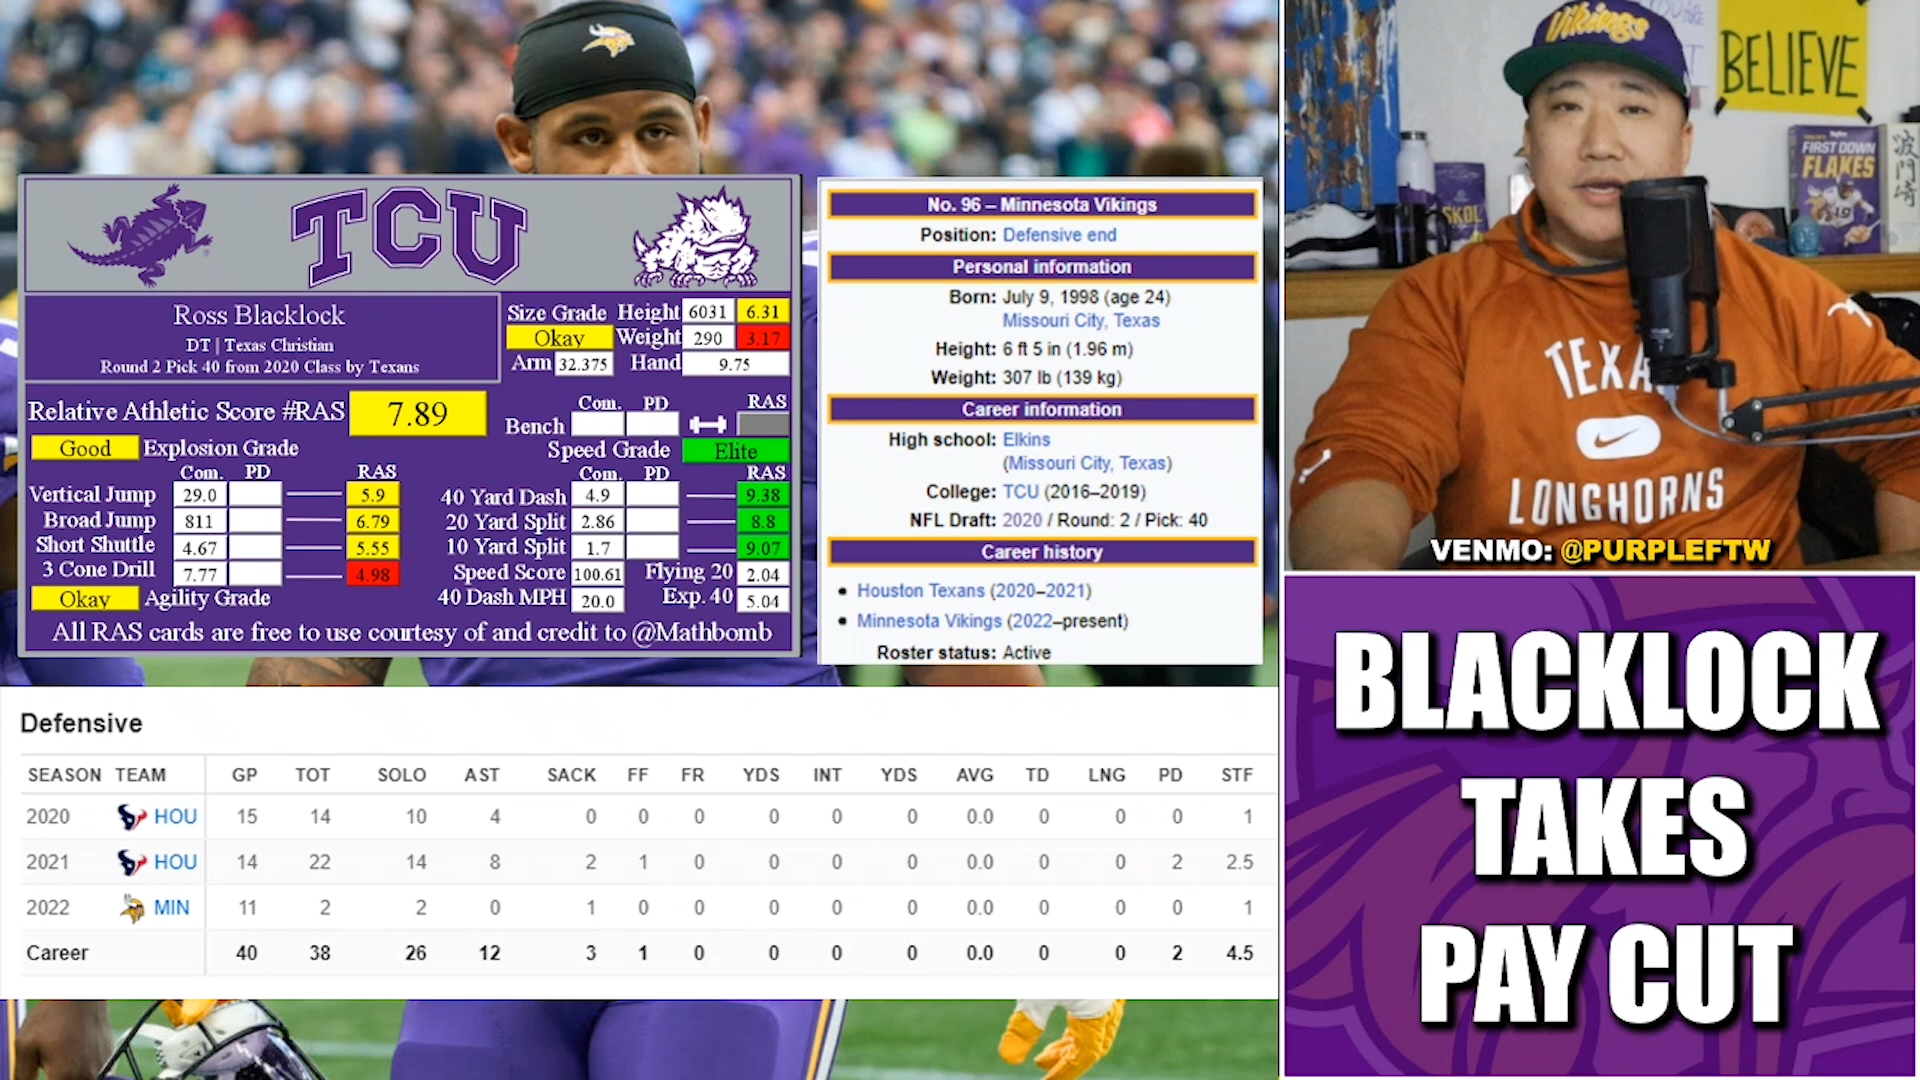 TCU
Ross Blacklock
DT | Texas Christian
Round 2 Pick 40 from 2020 Class by Texans
Size Grade Height 6031 6.31
Okay Weight 290 3.17
Arm 32.375 Hand 9.75
Relative Athletic Score #RAS 7.89
Com. PD RAS
Bench
Good Explosion Grade
Speed Grade Elite
Com. PD RAS
Vertical Jump 29.0 5.9
Broad Jump 811 6.79
Short Shuttle 4.67 5.55
3 Cone Drill 7.77 4.98
Okay Agility Grade
Com. PD RAS
40 Yard Dash 4.9 9.38
20 Yard Split 2.86 8.8
10 Yard Split 1.7 9.07
Speed Score 100.61 Flying 20 2.04
40 Dash MPH 20.0 Exp. 40 5.04
All RAS cards are free to use courtesy of and credit to @Mathbomb
No. 96 – Minnesota Vikings
Position: Defensive end
Personal information
Born: July 9, 1998 (age 24)
Missouri City, Texas
Height: 6 ft 5 in (1.96 m)
Weight: 307 lb (139 kg)
Career information
High school: Elkins
(Missouri City, Texas)
College: TCU (2016–2019)
NFL Draft: 2020 / Round: 2 / Pick: 40
Career history
• Houston Texans (2020–2021)
• Minnesota Vikings (2022–present)
Roster status: Active
Defensive
SEASON TEAM GP TOT SOLO AST SACK FF FR YDS INT YDS AVG TD LNG PD STF
2020 HOU 15 14 10 4 0 0 0 0 0 0 0.0 0 0 0 1
2021 HOU 14 22 14 8 2 1 0 0 0 0 0.0 0 0 2 2.5
2022 MIN 11 2 2 0 1 0 0 0 0 0 0.0 0 0 0 1
Career 40 38 26 12 3 1 0 0 0 0 0.0 0 0 2 4.5
Vikings
BELIEVE
FIRST DOWN
FLAKES
19
SKOL
波
門
崎
LONGHORNS
VENMO: @PURPLEFTW
BLACKLOCK
TAKES
PAY CUT